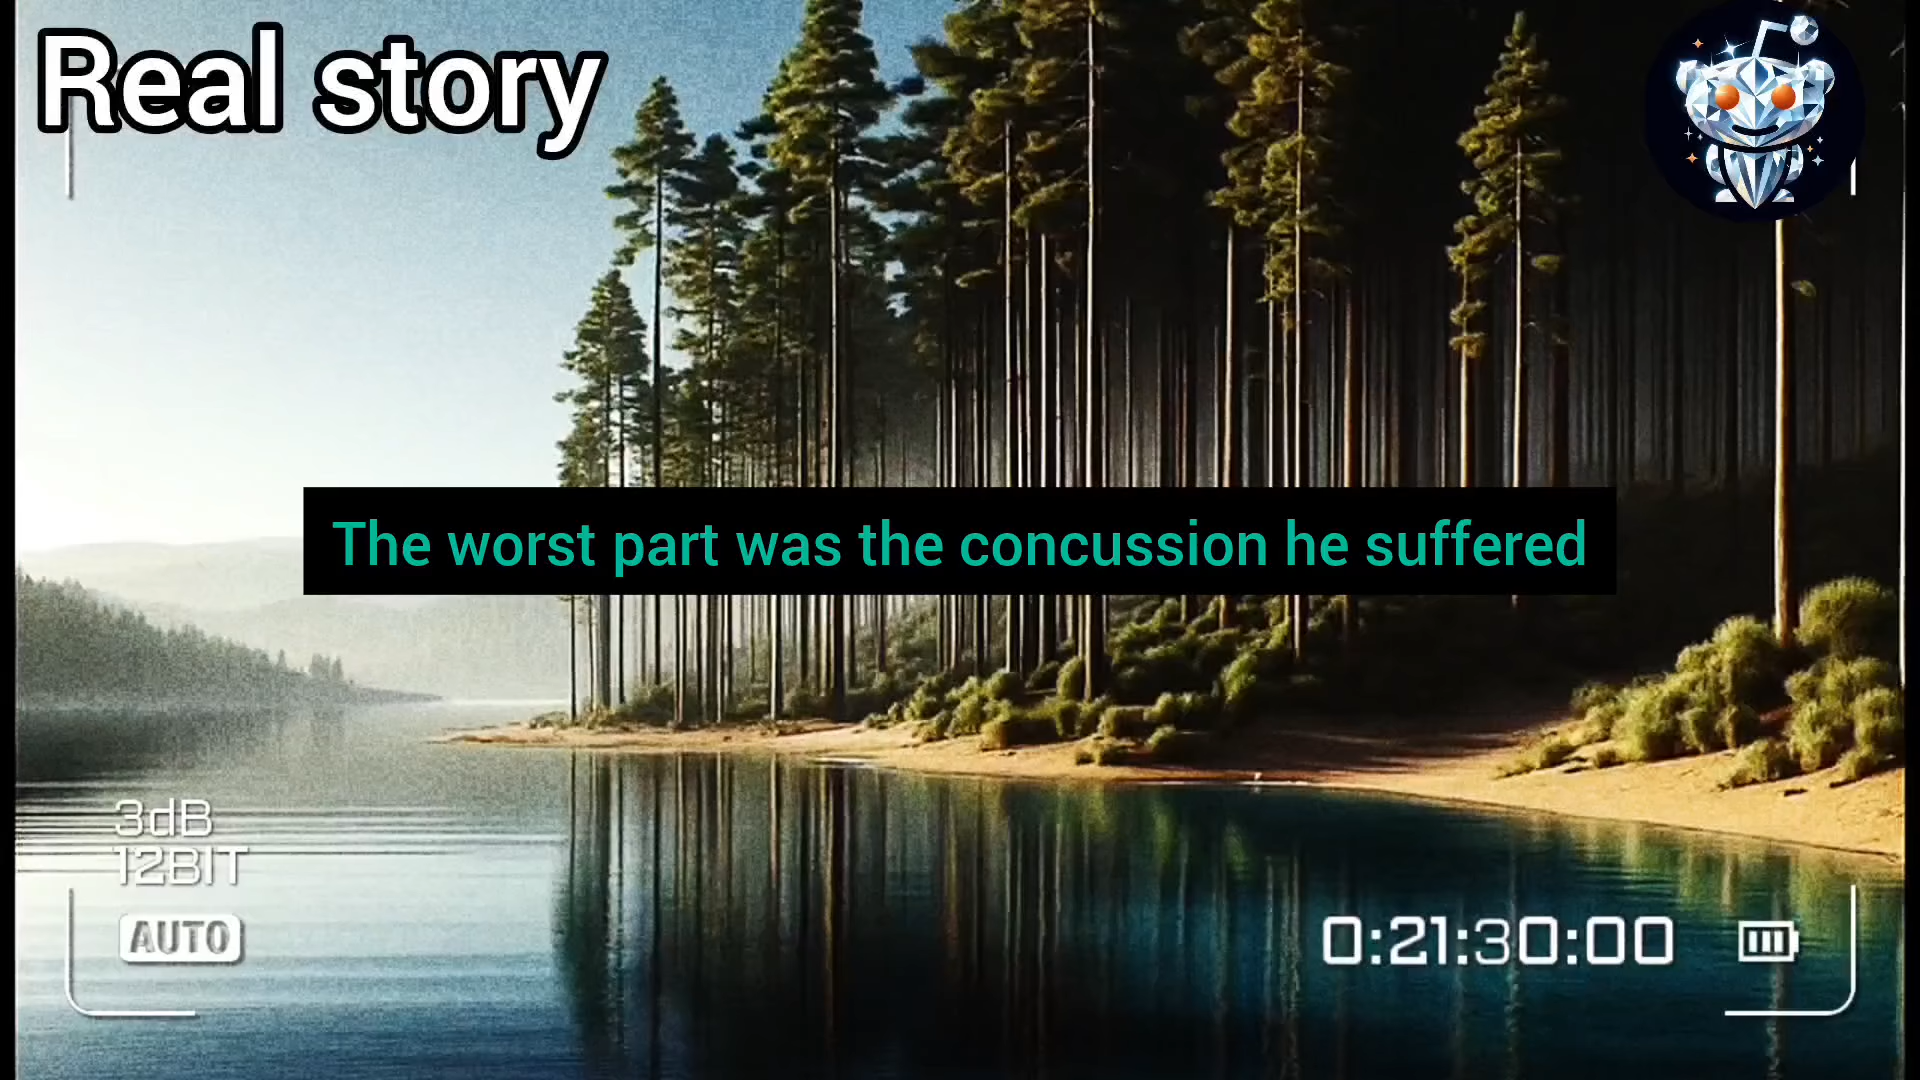 Real story
The worst part was the concussion he suffered
3dB
12BIT
AUTO
0:21:30:00